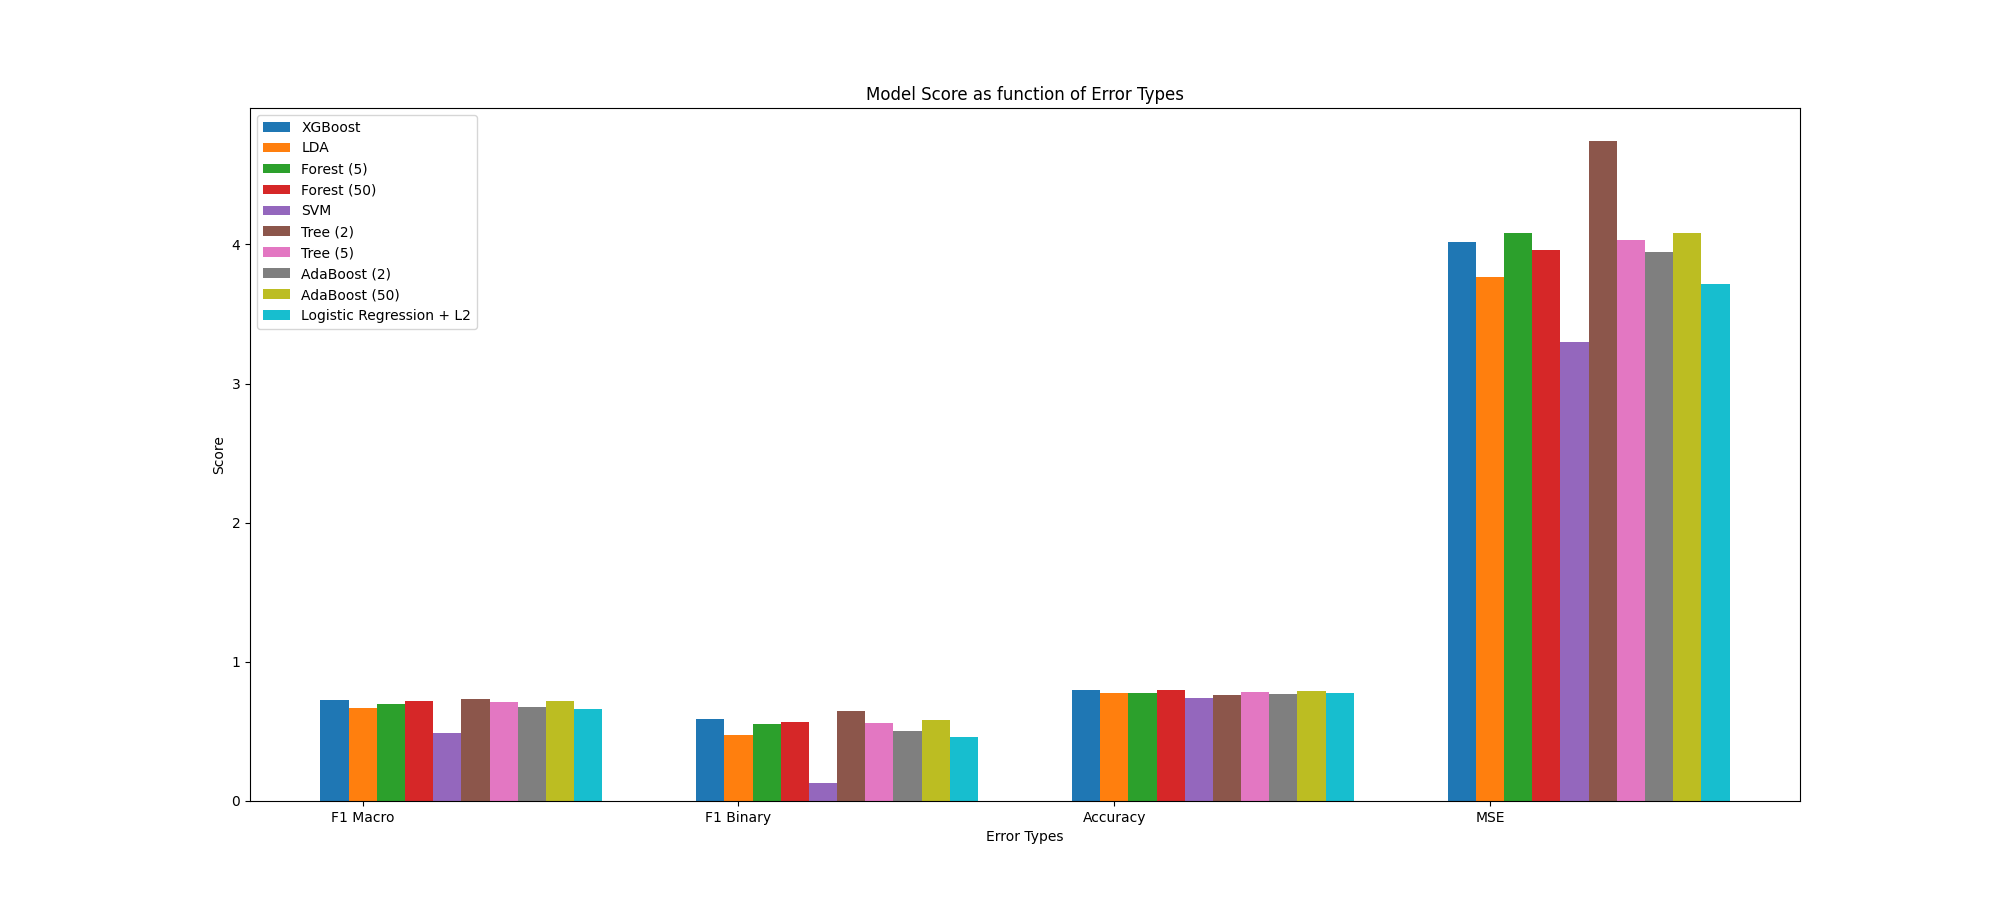 Model Score as function of Error Types
XGBoost
LDA
Forest (5)
Forest (50)
SVM
Tree (2)
Tree (5)
AdaBoost (2)
AdaBoost (50)
Logistic Regression + L2
Score
4
3
2
1
0
F1 Macro
F1 Binary
Accuracy
MSE
Error Types